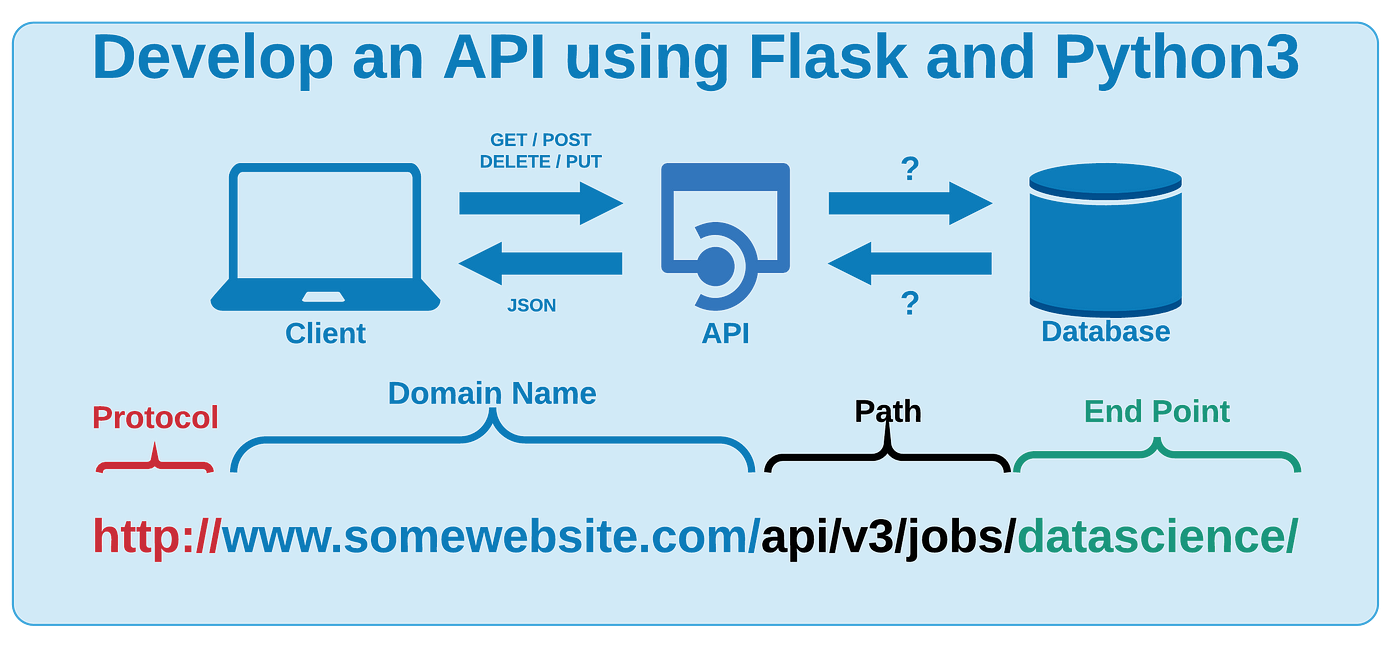 Develop an API using Flask and Python3
GET / POST
DELETE / PUT
?
JSON
?
Client
API
Database
Protocol
Domain Name
Path
End Point
http://www.somewebsite.com/api/v3/jobs/datascience/